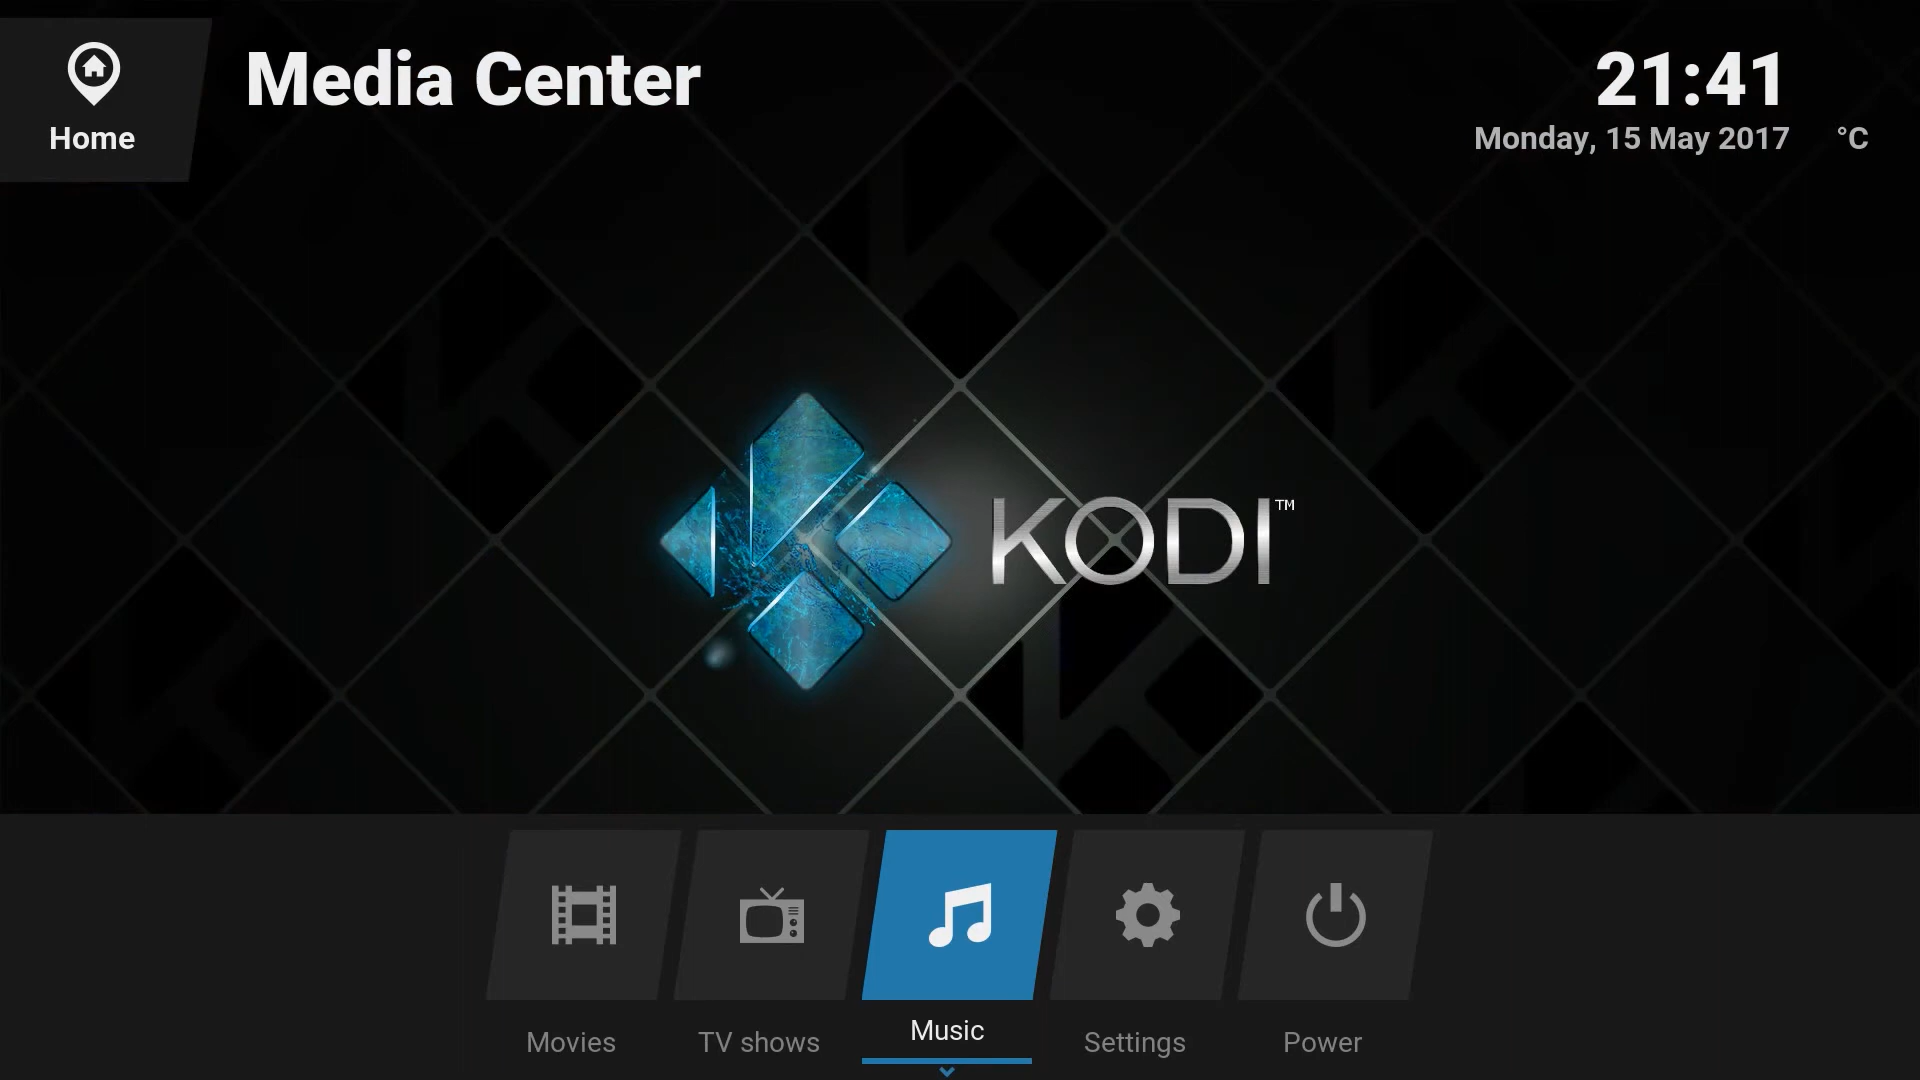 Home
Media Center
21:41
Monday, 15 May 2017 °C
KODI™
Movies
TV shows
Music
Settings
Power